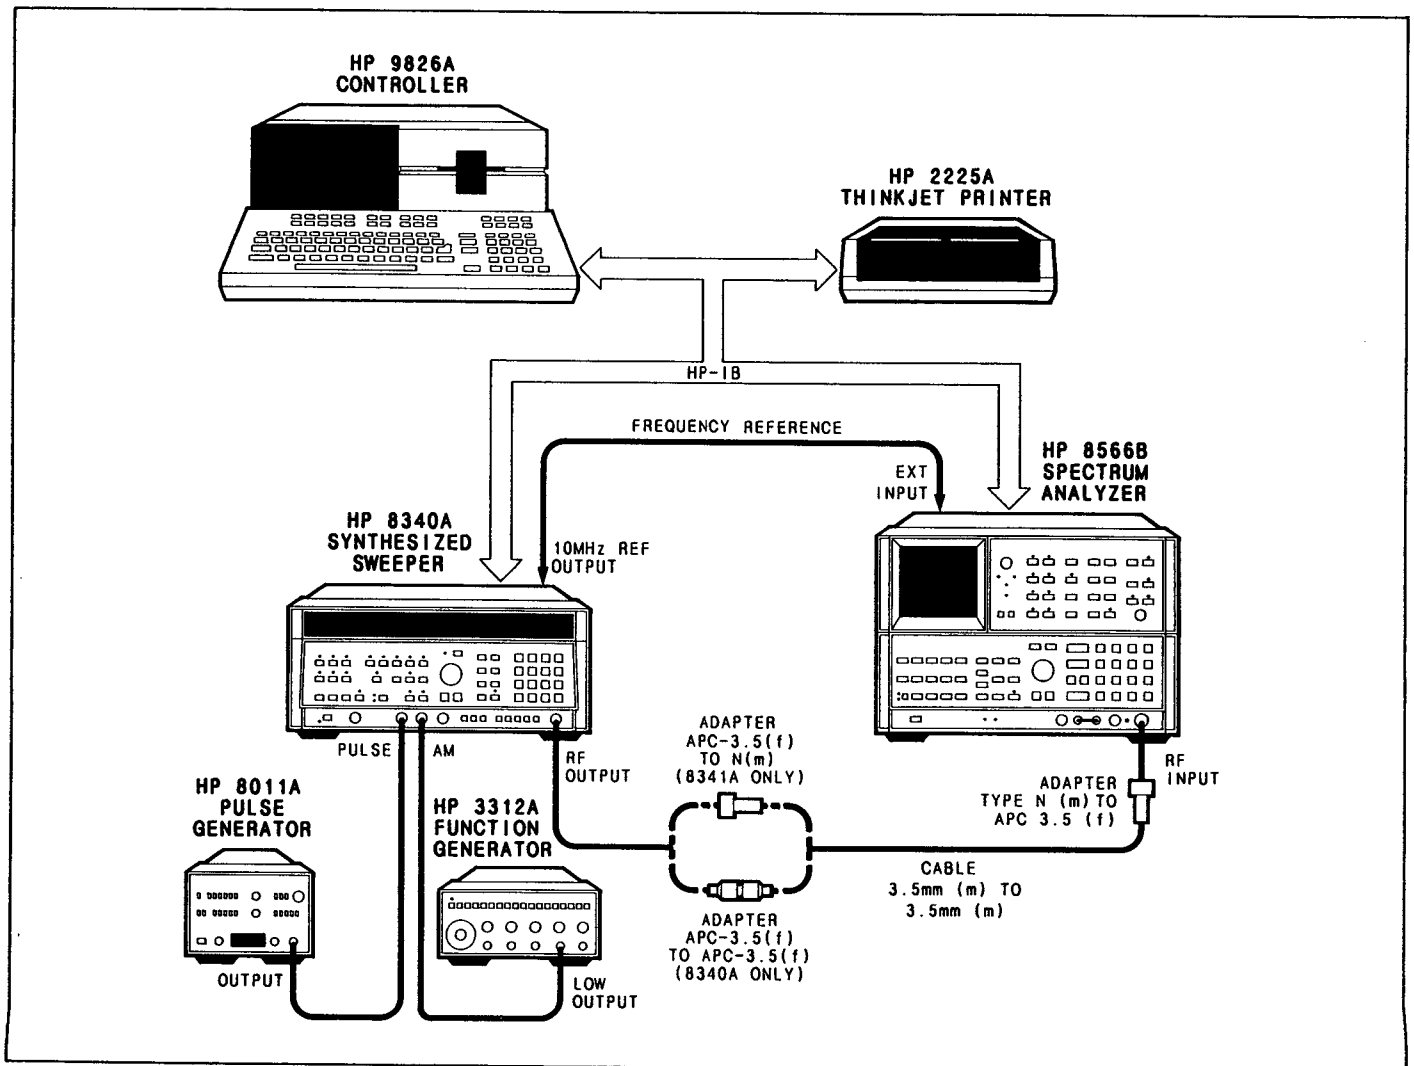 HP 9826A
CONTROLLER
HP 2225A
THINKJET PRINTER
HP-IB
FREQUENCY REFERENCE
EXT
INPUT
HP 8566B
SPECTRUM
ANALYZER
HP 8340A
SYNTHESIZED
SWEEPER
10MHz REF
OUTPUT
PULSE
AM
RF
OUTPUT
ADAPTER
APC-3.5(f)
TO N(m)
(8341A ONLY)
RF
INPUT
ADAPTER
TYPE N (m) TO
APC 3.5 (f)
HP 8011A
PULSE
GENERATOR
HP 3312A
FUNCTION
GENERATOR
CABLE
3.5mm (m) TO
3.5mm (m)
ADAPTER
APC-3.5(f)
TO APC-3.5(f)
(8340A ONLY)
OUTPUT
LOW
OUTPUT